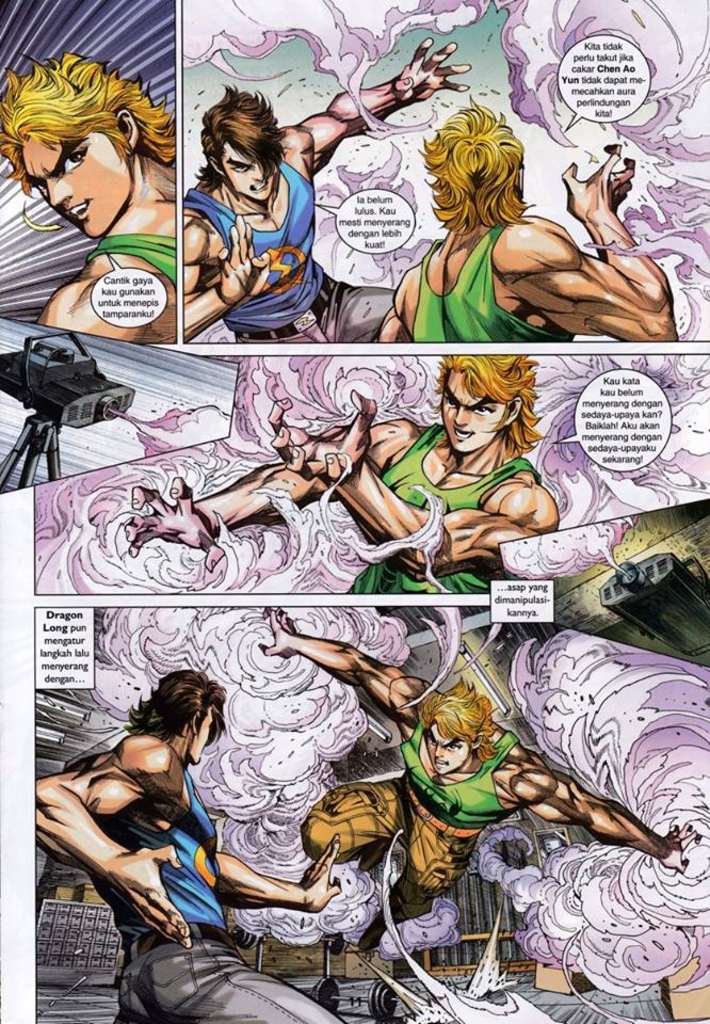 Cantik gaya
kau gunakan
untuk menepis
tamparanku!
Kita tidak
perlu takut jika
cakar Chen Ao
Yun tidak dapat me-
mecahkan aura
perlindungan
kita!
Ia belum
lulus. Kau
mesti menyerang
dengan lebih
kuat!
Kau kata
kau belum
menyerang dengan
sedaya-upaya kan?
Baiklah! Aku akan
menyerang dengan
sedaya-upayaku
sekarang!
Dragon
Long pun
mengatur
langkah lalu
menyerang
dengan...
...asap yang
dimanipulasi-
kannya.
11